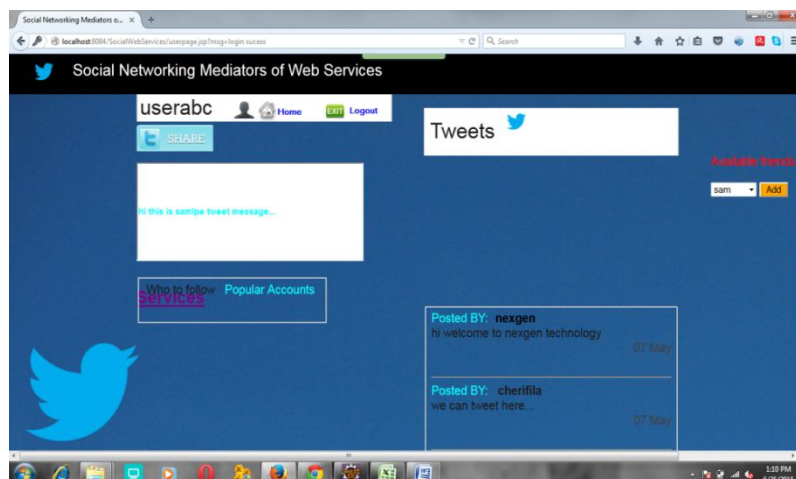 Social Networking Mediators o...
localhost:8084/SocialWebServices/userpage.jsp?msg=login sucess
Search
Social Networking Mediators of Web Services
userabc
Home
EXIT
Logout
SHARE
Tweets
Available friends
sam
Add
hi this is samlpe tweet message...
Who to follow Popular Accounts
Services
Posted BY: nexgen
hi welcome to nexgen technology
07 May
Posted BY: cherifila
we can tweet here...
07 May
1:10 PM